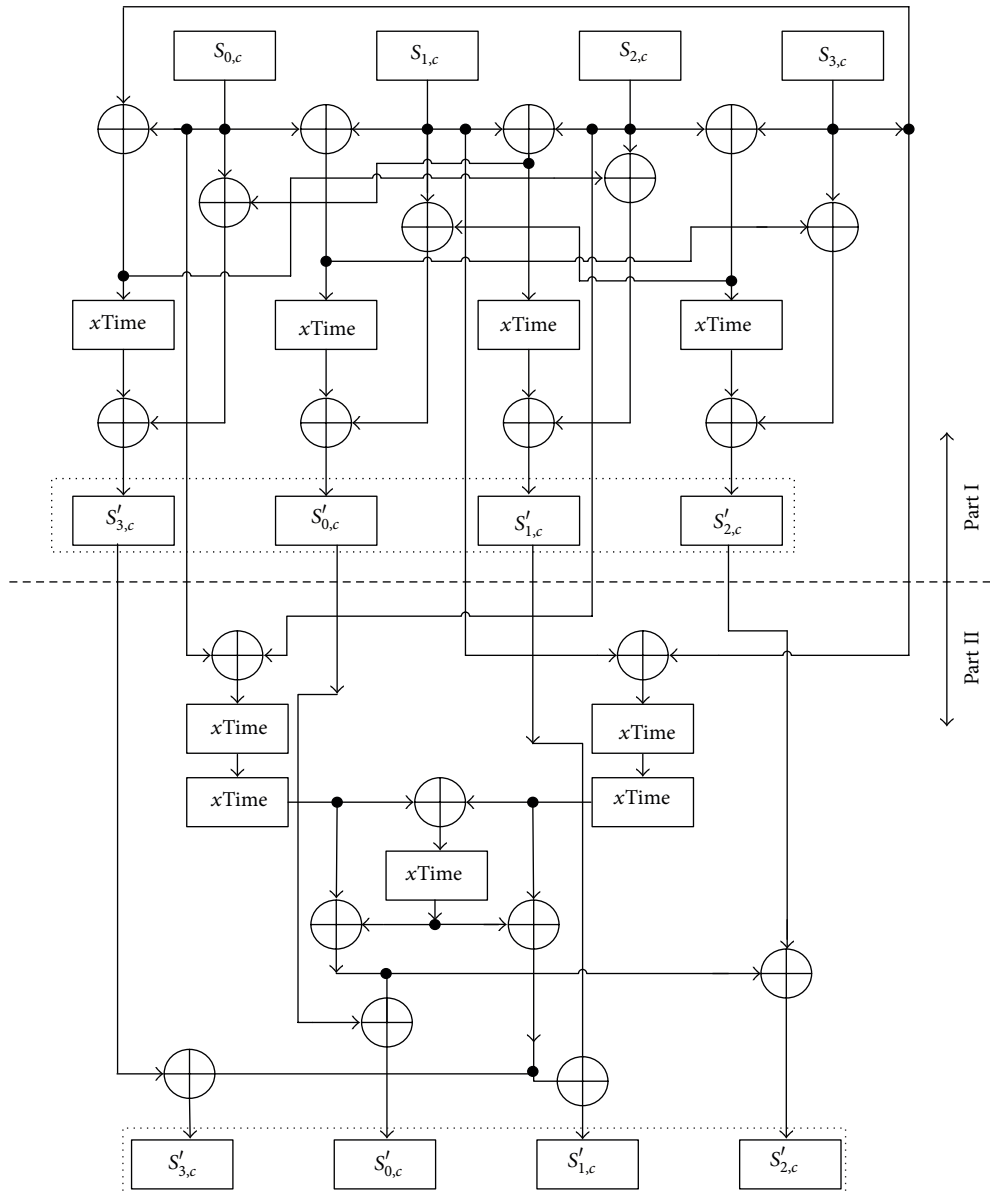 S0,c S1,c S2,c S3,c
xTime xTime xTime xTime
S′3,c S′0,c S′1,c S′2,c
Part I
Part II
xTime xTime
xTime xTime
xTime
S′3,c S′0,c S′1,c S′2,c